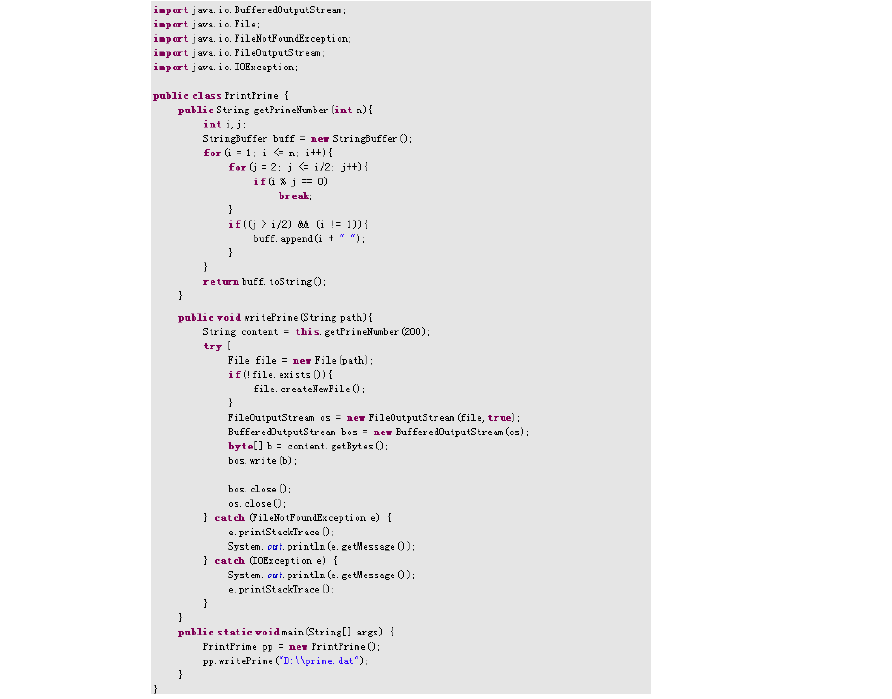 import java.io.BufferedOutputStream;
import java.io.File;
import java.io.FileNotFoundException;
import java.io.FileOutputStream;
import java.io.IOException;
public class PrintPrime {
public String getPrimeNumber(int n){
int i,j;
StringBuffer buff = new StringBuffer();
for(i = 1; i <= n; i++){
for(j = 2; j <= i/2; j++){
if(i % j == 0)
break;
}
if((j > i/2) && (i != 1)){
buff.append(i + " ");
}
}
return buff.toString();
}
public void writePrime(String path){
String content = this.getPrimeNumber(200);
try {
File file = new File(path);
if(!file.exists()){
file.createNewFile();
}
FileOutputStream os = new FileOutputStream(file,true);
BufferedOutputStream bos = new BufferedOutputStream(os);
byte[] b = content.getBytes();
bos.write(b);
bos.close();
os.close();
} catch (FileNotFoundException e) {
e.printStackTrace();
System.out.println(e.getMessage());
} catch (IOException e) {
System.out.println(e.getMessage());
e.printStackTrace();
}
}
public static void main(String[] args) {
PrintPrime pp = new PrintPrime();
pp.writePrime("D:\\prime.dat");
}
}